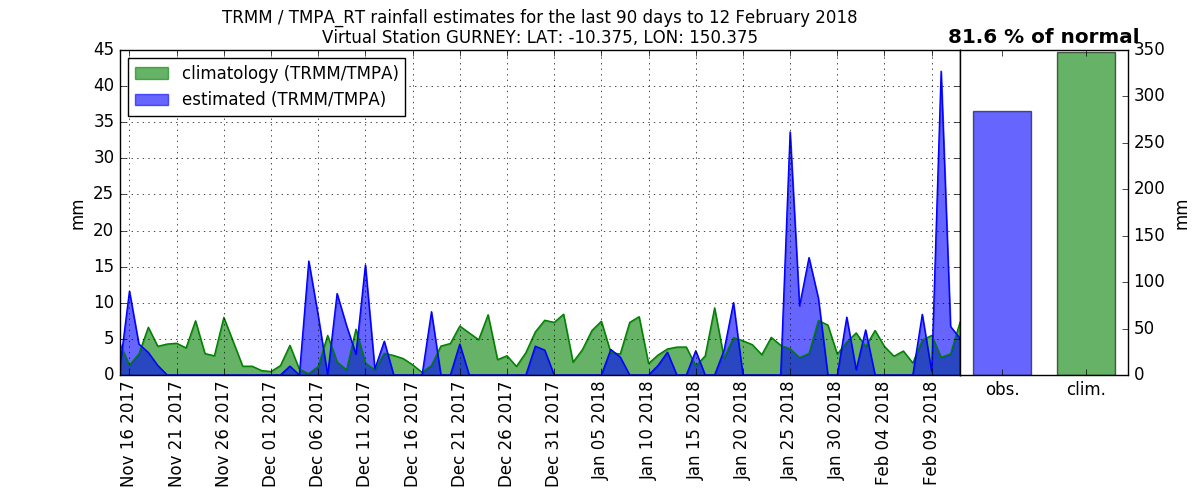 TRMM / TMPA_RT rainfall estimates for the last 90 days to 12 February 2018
Virtual Station GURNEY: LAT: -10.375, LON: 150.375
81.6 % of normal
climatology (TRMM/TMPA)
estimated (TRMM/TMPA)
45
40
35
30
25
20
15
10
5
0
mm
Nov 16 2017
Nov 21 2017
Nov 26 2017
Dec 01 2017
Dec 06 2017
Dec 11 2017
Dec 16 2017
Dec 21 2017
Dec 26 2017
Dec 31 2017
Jan 05 2018
Jan 10 2018
Jan 15 2018
Jan 20 2018
Jan 25 2018
Jan 30 2018
Feb 04 2018
Feb 09 2018
350
300
250
200
150
100
50
0
mm
obs.
clim.